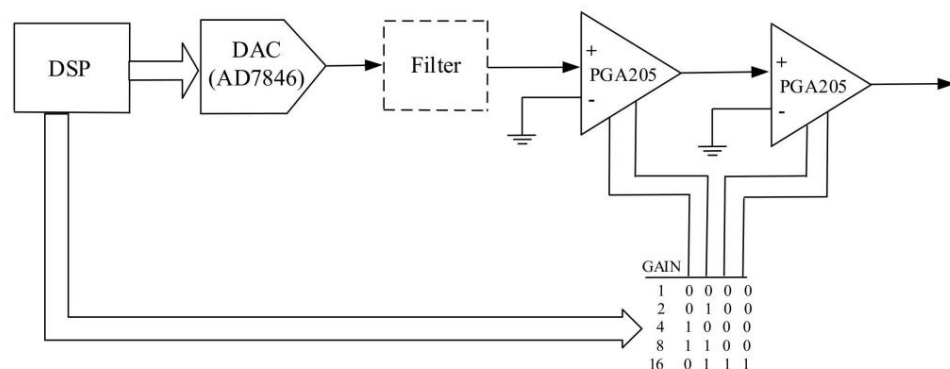 DSP
DAC
(AD7846)
Filter
+
PGA205
-
+
PGA205
-
GAIN
1 0 0 0 0
2 0 1 0 0
4 1 0 0 0
8 1 1 0 0
16 0 1 1 1